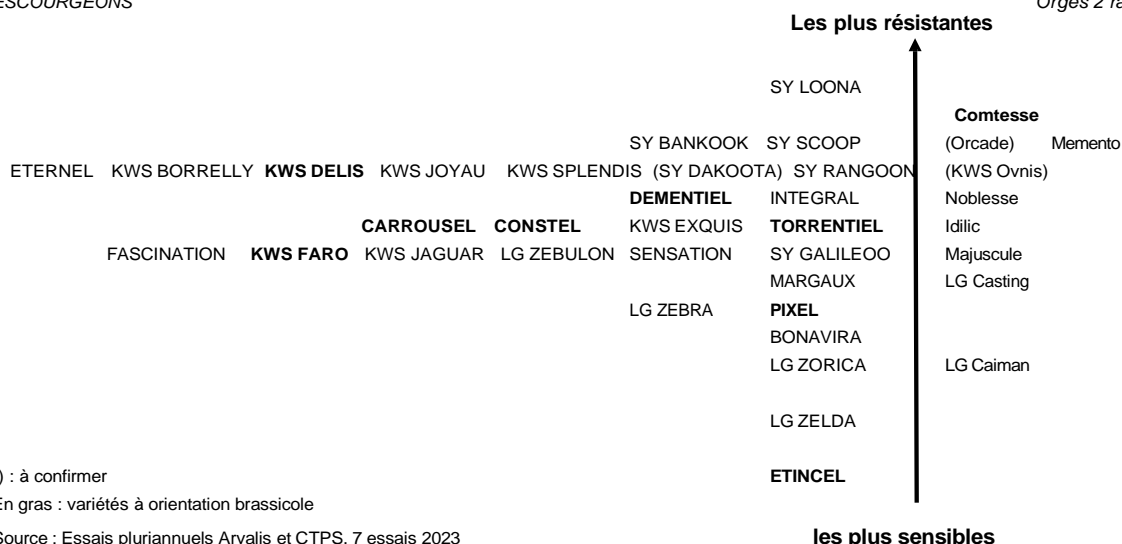 ESCOURGEONS Orges 2 ra
Les plus résistantes
SY LOONA
Comtesse
SY BANKOOK SY SCOOP (Orcade) Memento
ETERNEL KWS BORRELLY KWS DELIS KWS JOYAU KWS SPLENDIS (SY DAKOOTA) SY RANGOON (KWS Ovnis)
DEMENTIEL INTEGRAL Noblesse
CARROUSEL CONSTEL KWS EXQUIS TORRENTIEL Idilic
FASCINATION KWS FARO KWS JAGUAR LG ZEBULON SENSATION SY GALILEOO Majuscule
MARGAUX LG Casting
LG ZEBRA PIXEL
BONAVIRA
LG ZORICA LG Caiman
LG ZELDA
) : à confirmer ETINCEL
En gras : variétés à orientation brassicole
Source : Essais pluriannuels Arvalis et CTPS, 7 essais 2023 les plus sensibles